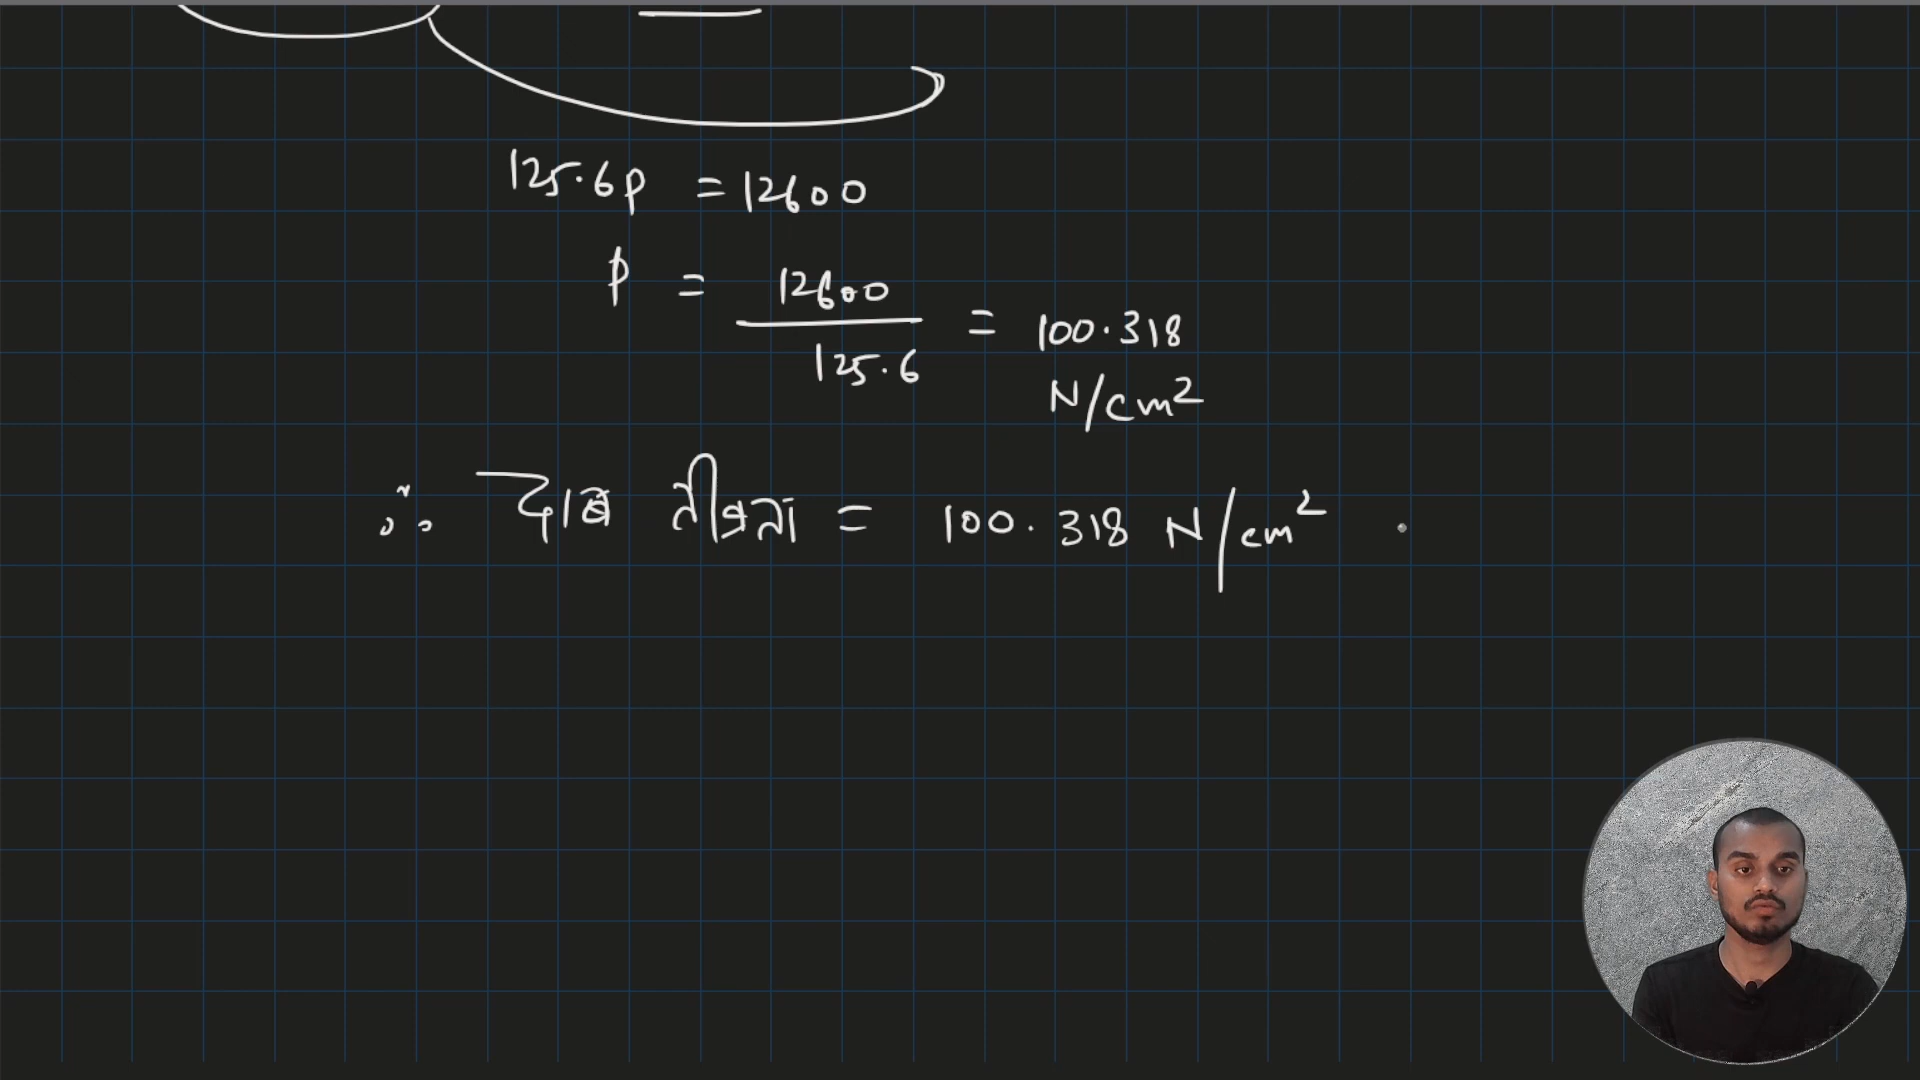 125.6p = 12600
p = 12600 / 125.6 = 100.318
N/cm²
∴ চাপ তীব্রতা = 100.318 N/cm²